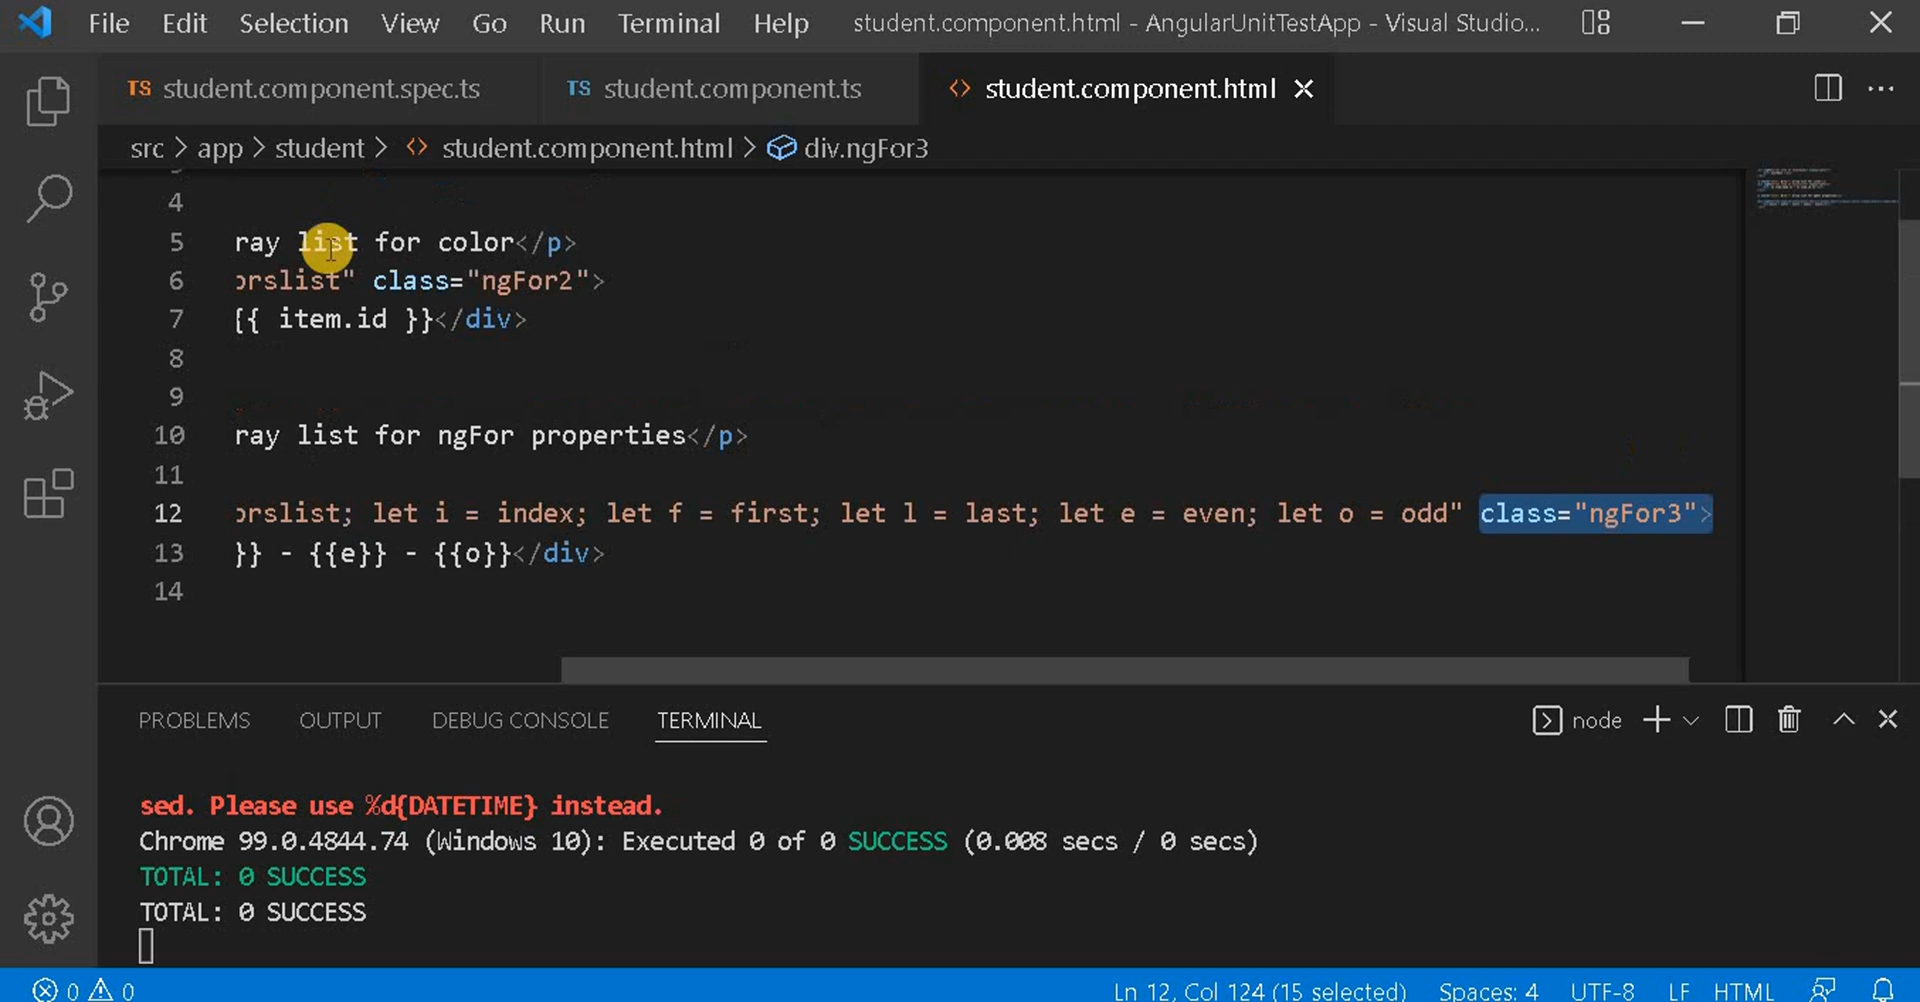 File Edit Selection View Go Run Terminal Help student.component.html - AngularUnitTestApp - Visual Studio...
TS student.component.spec.ts TS student.component.ts <> student.component.html
src > app > student > <> student.component.html > div.ngFor3
4
5 ray list for color</p>
6 orslist" class="ngFor2">
7 {{ item.id }}</div>
8
9
10 ray list for ngFor properties</p>
11
12 orslist; let i = index; let f = first; let l = last; let e = even; let o = odd" class="ngFor3">
13 }} - {{e}} - {{o}}</div>
14
PROBLEMS OUTPUT DEBUG CONSOLE TERMINAL node
sed. Please use %d{DATETIME} instead.
Chrome 99.0.4844.74 (Windows 10): Executed 0 of 0 SUCCESS (0.008 secs / 0 secs)
TOTAL: 0 SUCCESS
TOTAL: 0 SUCCESS
0 0 Ln 12, Col 124 (15 selected) Spaces: 4 UTF-8 LF HTML